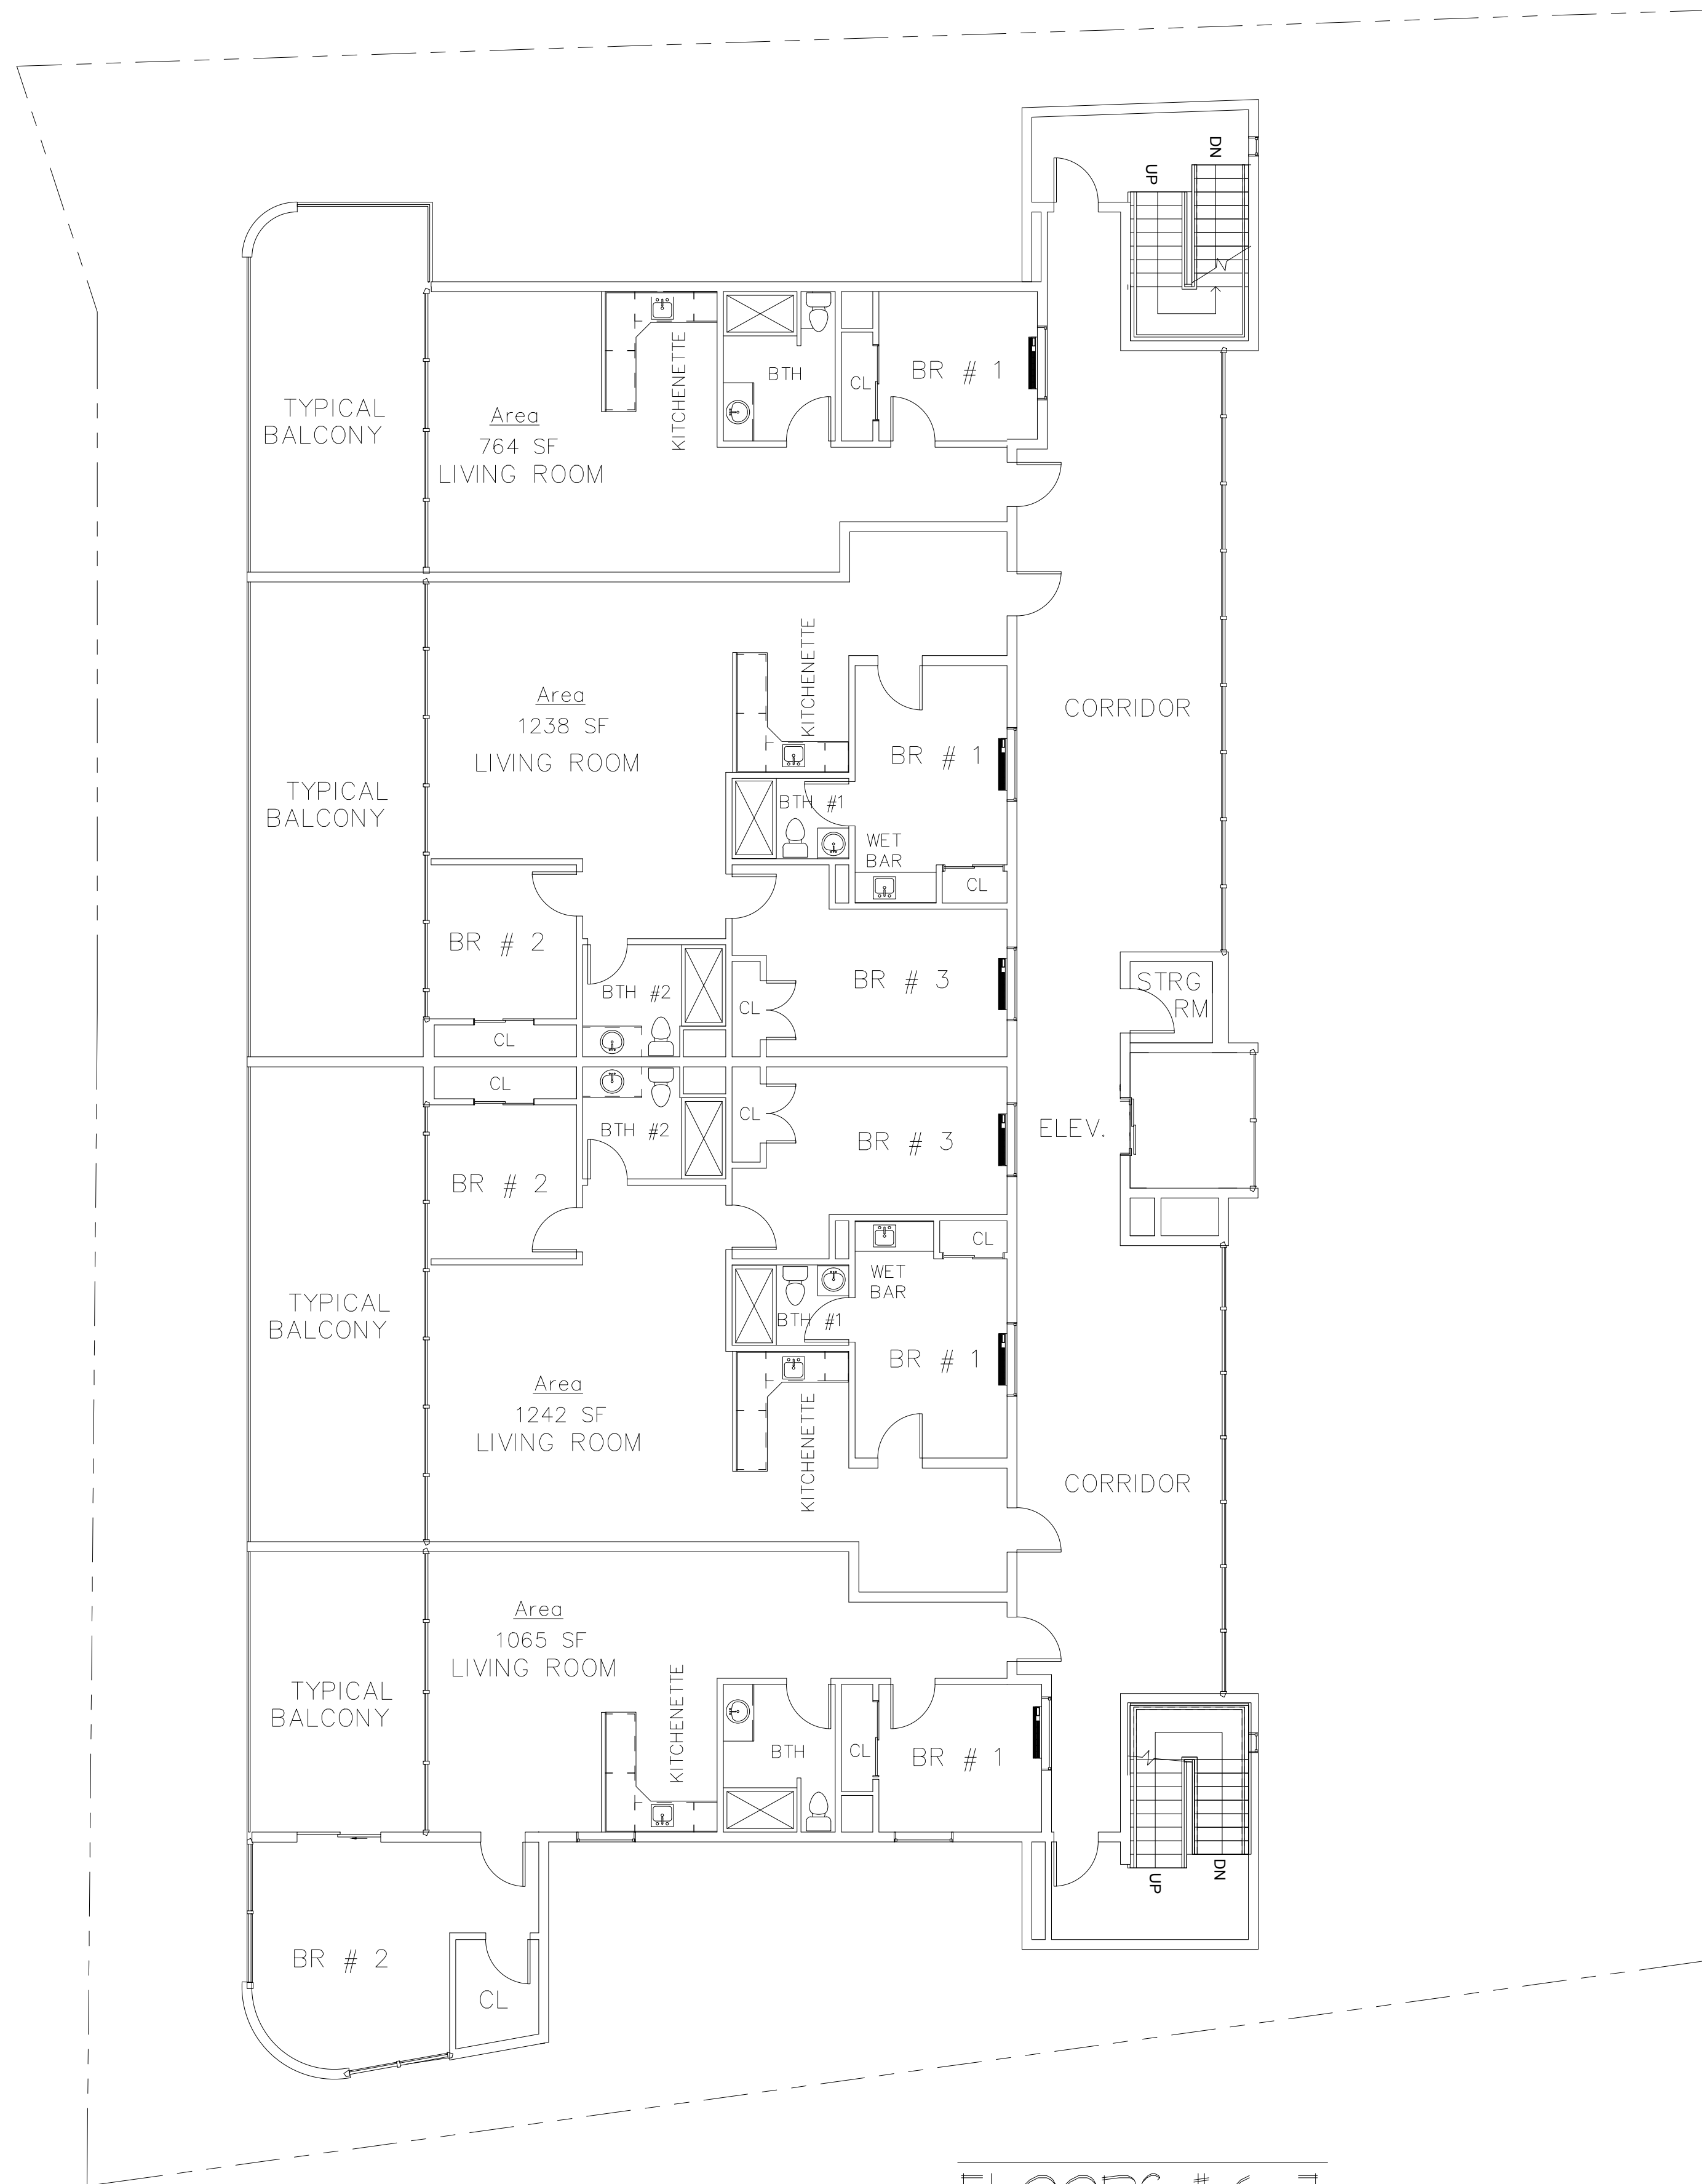 DN
UP
TYPICAL
BALCONY
Area
764 SF
LIVING ROOM
KITCHENETTE
BTH
CL
BR # 1
TYPICAL
BALCONY
Area
1238 SF
LIVING ROOM
KITCHENETTE
BR # 1
BTH #1
WET
BAR
CL
CORRIDOR
BR # 2
BTH #2
CL
CL
BR # 3
STRG
RM
CL
BTH #2
CL
BR # 3
ELEV.
BR # 2
CL
WET
BAR
BTH #1
BR # 1
TYPICAL
BALCONY
Area
1242 SF
LIVING ROOM
KITCHENETTE
CORRIDOR
Area
1065 SF
LIVING ROOM
TYPICAL
BALCONY
KITCHENETTE
BTH
CL
BR # 1
UP
DN
BR # 2
CL